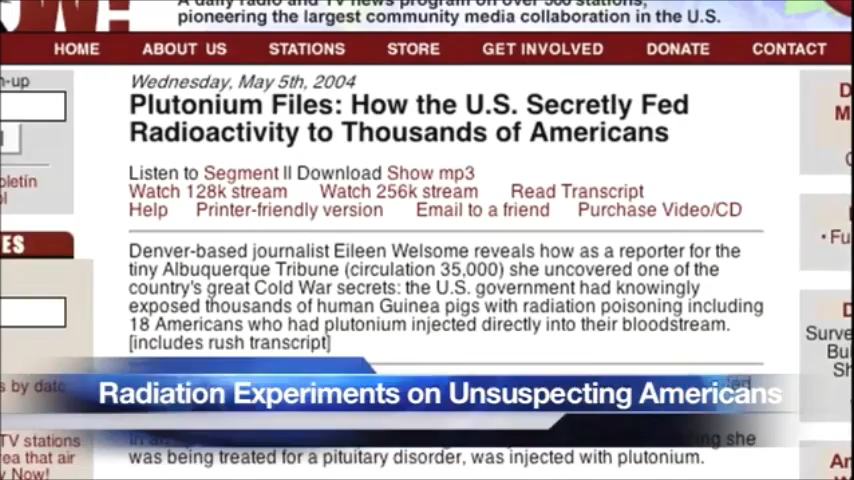 A daily radio and TV news program on over 500 stations,
pioneering the largest community media collaboration in the U.S.
HOME ABOUT US STATIONS STORE GET INVOLVED DONATE CONTACT
Wednesday, May 5th, 2004
Plutonium Files: How the U.S. Secretly Fed
Radioactivity to Thousands of Americans
Listen to Segment || Download Show mp3
Watch 128k stream Watch 256k stream Read Transcript
Help Printer-friendly version Email to a friend Purchase Video/CD
Denver-based journalist Eileen Welsome reveals how as a reporter for the
tiny Albuquerque Tribune (circulation 35,000) she uncovered one of the
country's great Cold War secrets: the U.S. government had knowingly
exposed thousands of human Guinea pigs with radiation poisoning including
18 Americans who had plutonium injected directly into their bloodstream.
[includes rush transcript]
s by date
Radiation Experiments on Unsuspecting Americans
TV stations
ea that air
Now!
she
was being treated for a pituitary disorder, was injected with plutonium.